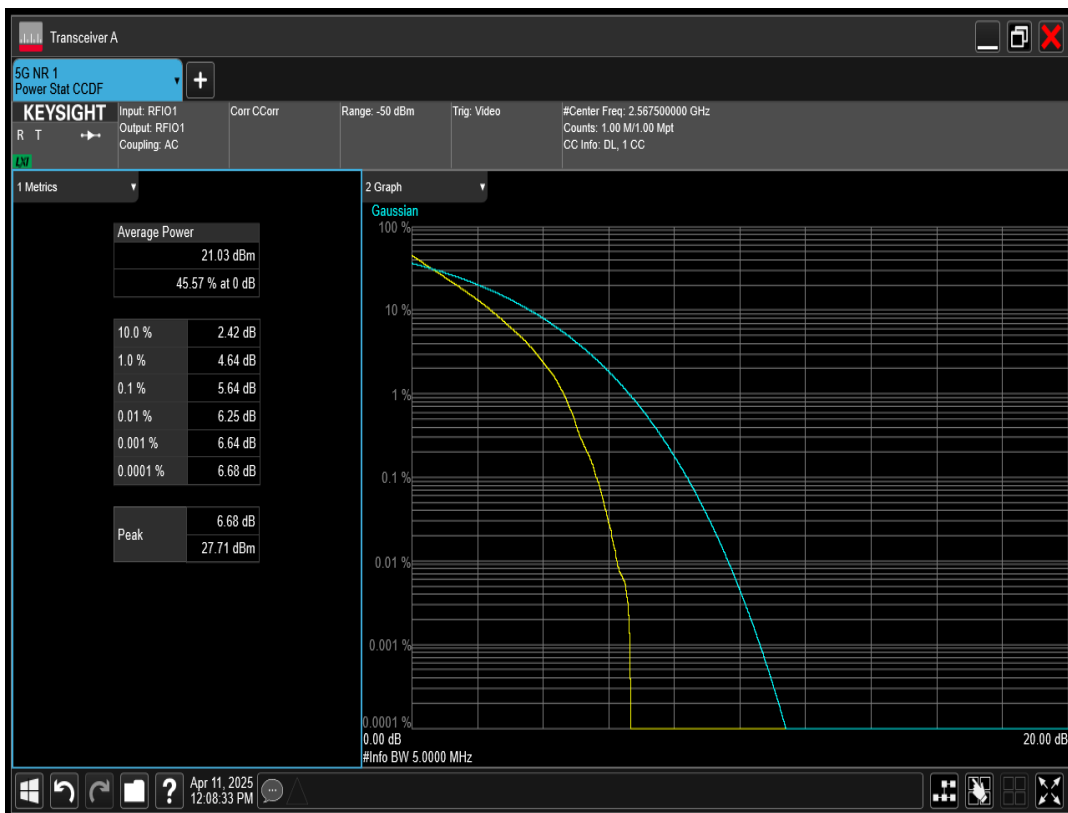 Transceiver A
5G NR 1
Power Stat CCDF
+
KEYSIGHT
R T
LXI
Input: RFIO1
Output: RFIO1
Coupling: AC
Corr CCorr
Range: -50 dBm
Trig: Video
#Center Freq: 2.567500000 GHz
Counts: 1.00 M/1.00 Mpt
CC Info: DL, 1 CC
1 Metrics
Average Power
21.03 dBm
45.57 % at 0 dB
10.0 % 2.42 dB
1.0 % 4.64 dB
0.1 % 5.64 dB
0.01 % 6.25 dB
0.001 % 6.64 dB
0.0001 % 6.68 dB
Peak 6.68 dB
27.71 dBm
2 Graph
Gaussian
100 %
10 %
1 %
0.1 %
0.01 %
0.001 %
0.0001 %
0.00 dB 20.00 dB
#Info BW 5.0000 MHz
?
Apr 11, 2025
12:08:33 PM